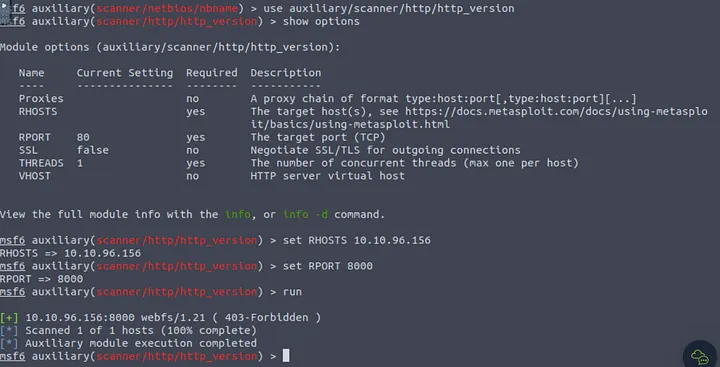 msf6 auxiliary(scanner/netbios/nbname) > use auxiliary/scanner/http/http_version
msf6 auxiliary(scanner/http/http_version) > show options
Module options (auxiliary/scanner/http/http_version):
Name Current Setting Required Description
---- --------------- -------- -----------
Proxies no A proxy chain of format type:host:port[,type:host:port][...]
RHOSTS yes The target host(s), see https://docs.metasploit.com/docs/using-metasplo
it/basics/using-metasploit.html
RPORT 80 yes The target port (TCP)
SSL false no Negotiate SSL/TLS for outgoing connections
THREADS 1 yes The number of concurrent threads (max one per host)
VHOST no HTTP server virtual host
View the full module info with the info, or info -d command.
msf6 auxiliary(scanner/http/http_version) > set RHOSTS 10.10.96.156
RHOSTS => 10.10.96.156
msf6 auxiliary(scanner/http/http_version) > set RPORT 8000
RPORT => 8000
msf6 auxiliary(scanner/http/http_version) > run
[+] 10.10.96.156:8000 webfs/1.21 ( 403-Forbidden )
[*] Scanned 1 of 1 hosts (100% complete)
[*] Auxiliary module execution completed
msf6 auxiliary(scanner/http/http_version) >